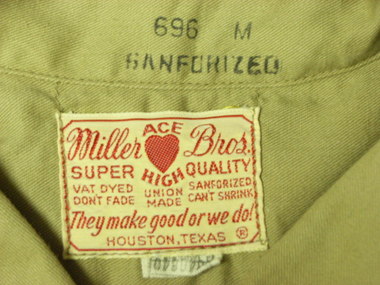 696 M
SANFORIZED
ACE
Miller Bros.
HIGH
SUPER QUALITY
VAT DYED UNION SANFORIZED
DONT FADE MADE CAN'T SHRINK
They make good or we do!
HOUSTON, TEXAS ®